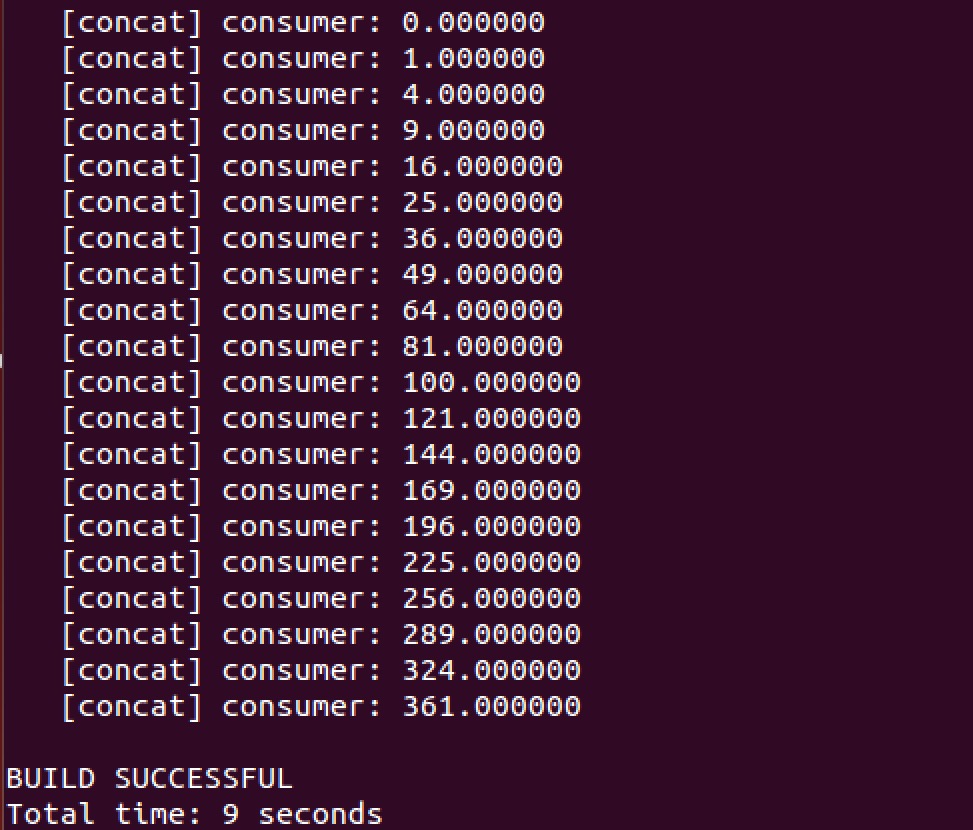 [concat] consumer: 0.000000
[concat] consumer: 1.000000
[concat] consumer: 4.000000
[concat] consumer: 9.000000
[concat] consumer: 16.000000
[concat] consumer: 25.000000
[concat] consumer: 36.000000
[concat] consumer: 49.000000
[concat] consumer: 64.000000
[concat] consumer: 81.000000
[concat] consumer: 100.000000
[concat] consumer: 121.000000
[concat] consumer: 144.000000
[concat] consumer: 169.000000
[concat] consumer: 196.000000
[concat] consumer: 225.000000
[concat] consumer: 256.000000
[concat] consumer: 289.000000
[concat] consumer: 324.000000
[concat] consumer: 361.000000
BUILD SUCCESSFUL
Total time: 9 seconds